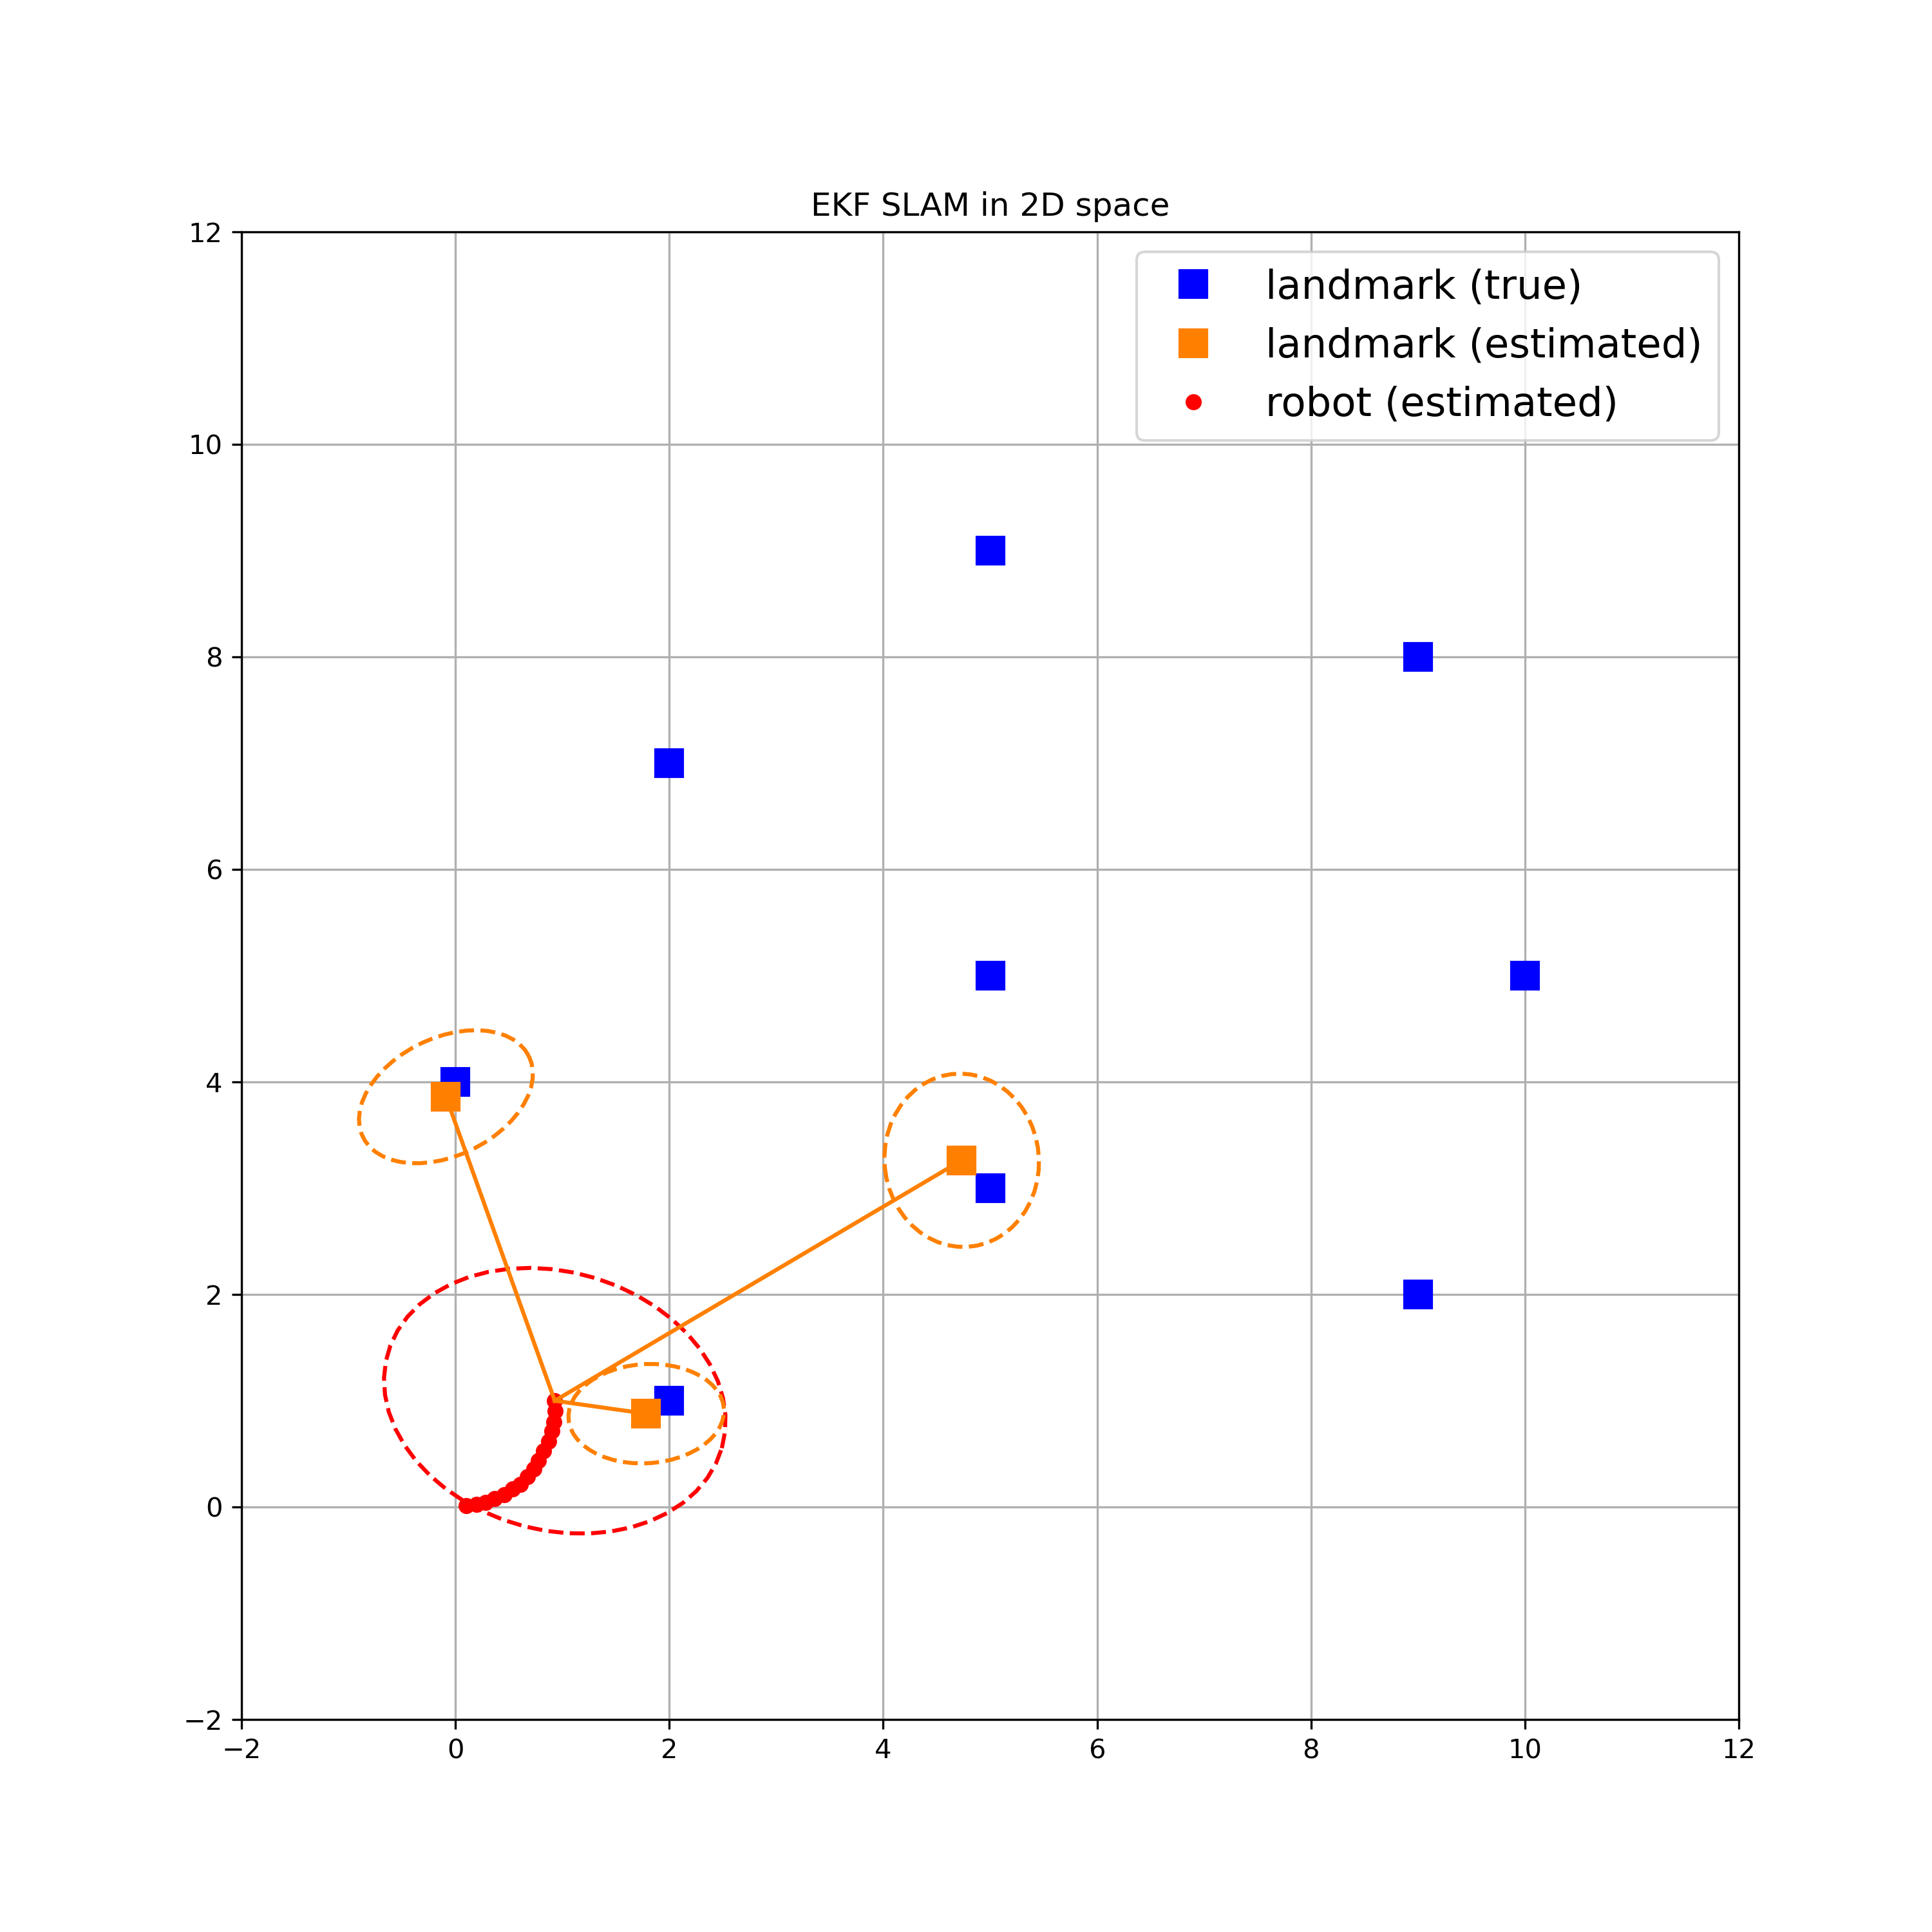 EKF SLAM in 2D space
landmark (true)
landmark (estimated)
robot (estimated)
12
10
8
6
4
2
0
−2
−2 0 2 4 6 8 10 12